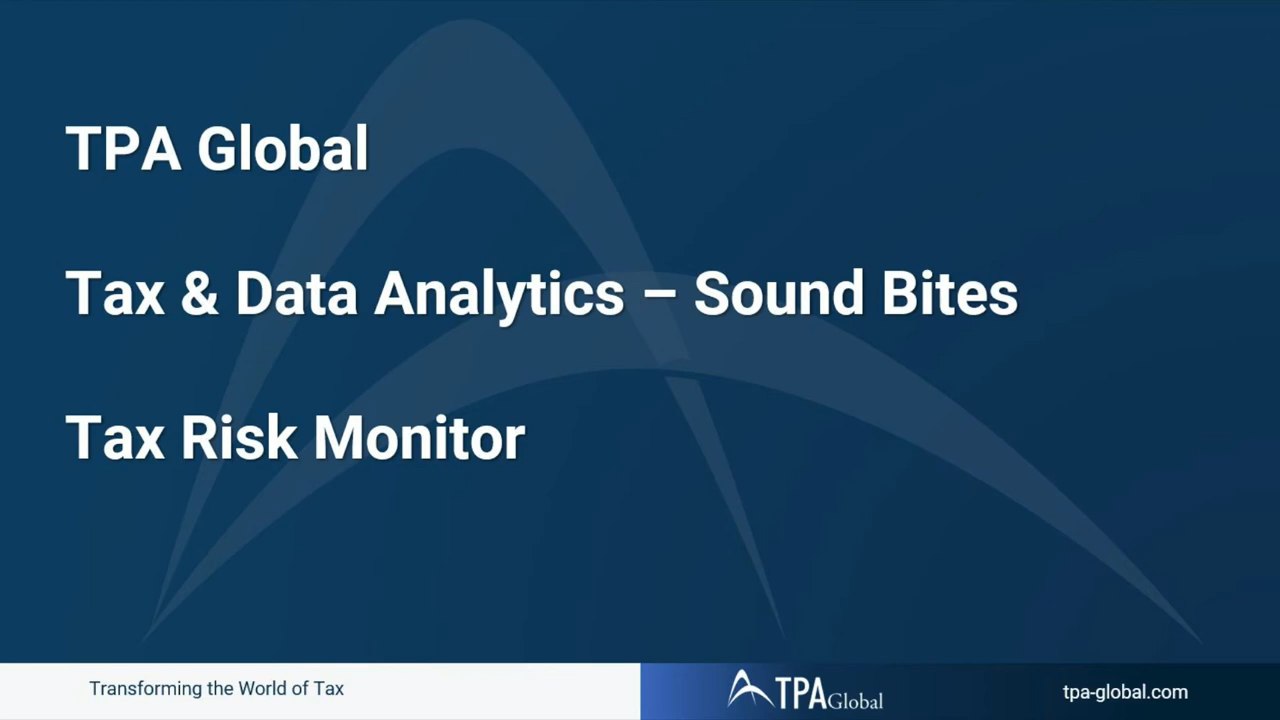 TPA Global
Tax & Data Analytics – Sound Bites
Tax Risk Monitor
Transforming the World of Tax
TPA Global
tpa-global.com